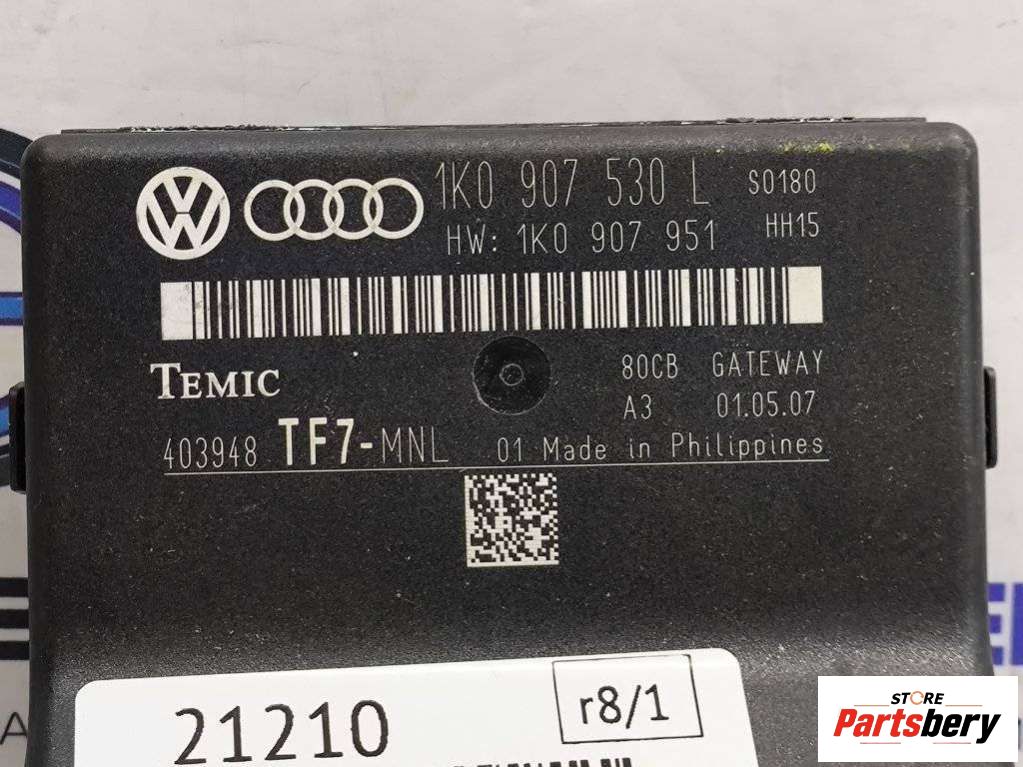 1K0 907 530 L S0180
HW: 1K0 907 951 HH15
TEMIC
80CB GATEWAY
A3 01.05.07
403948 TF7-MNL 01 Made in Philippines
21210
r8/1
STORE
Partsbery